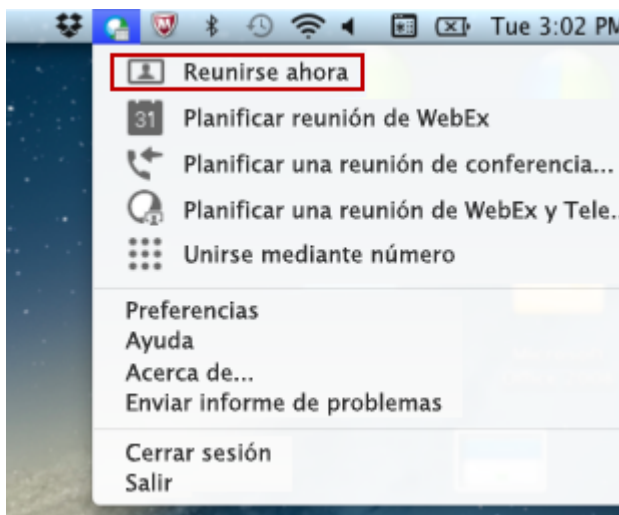 Tue 3:02 PM
Reunirse ahora
31
Planificar reunión de WebEx
Planificar una reunión de conferencia...
Planificar una reunión de WebEx y Tele..
Unirse mediante número
Preferencias
Ayuda
Acerca de...
Enviar informe de problemas
Cerrar sesión
Salir